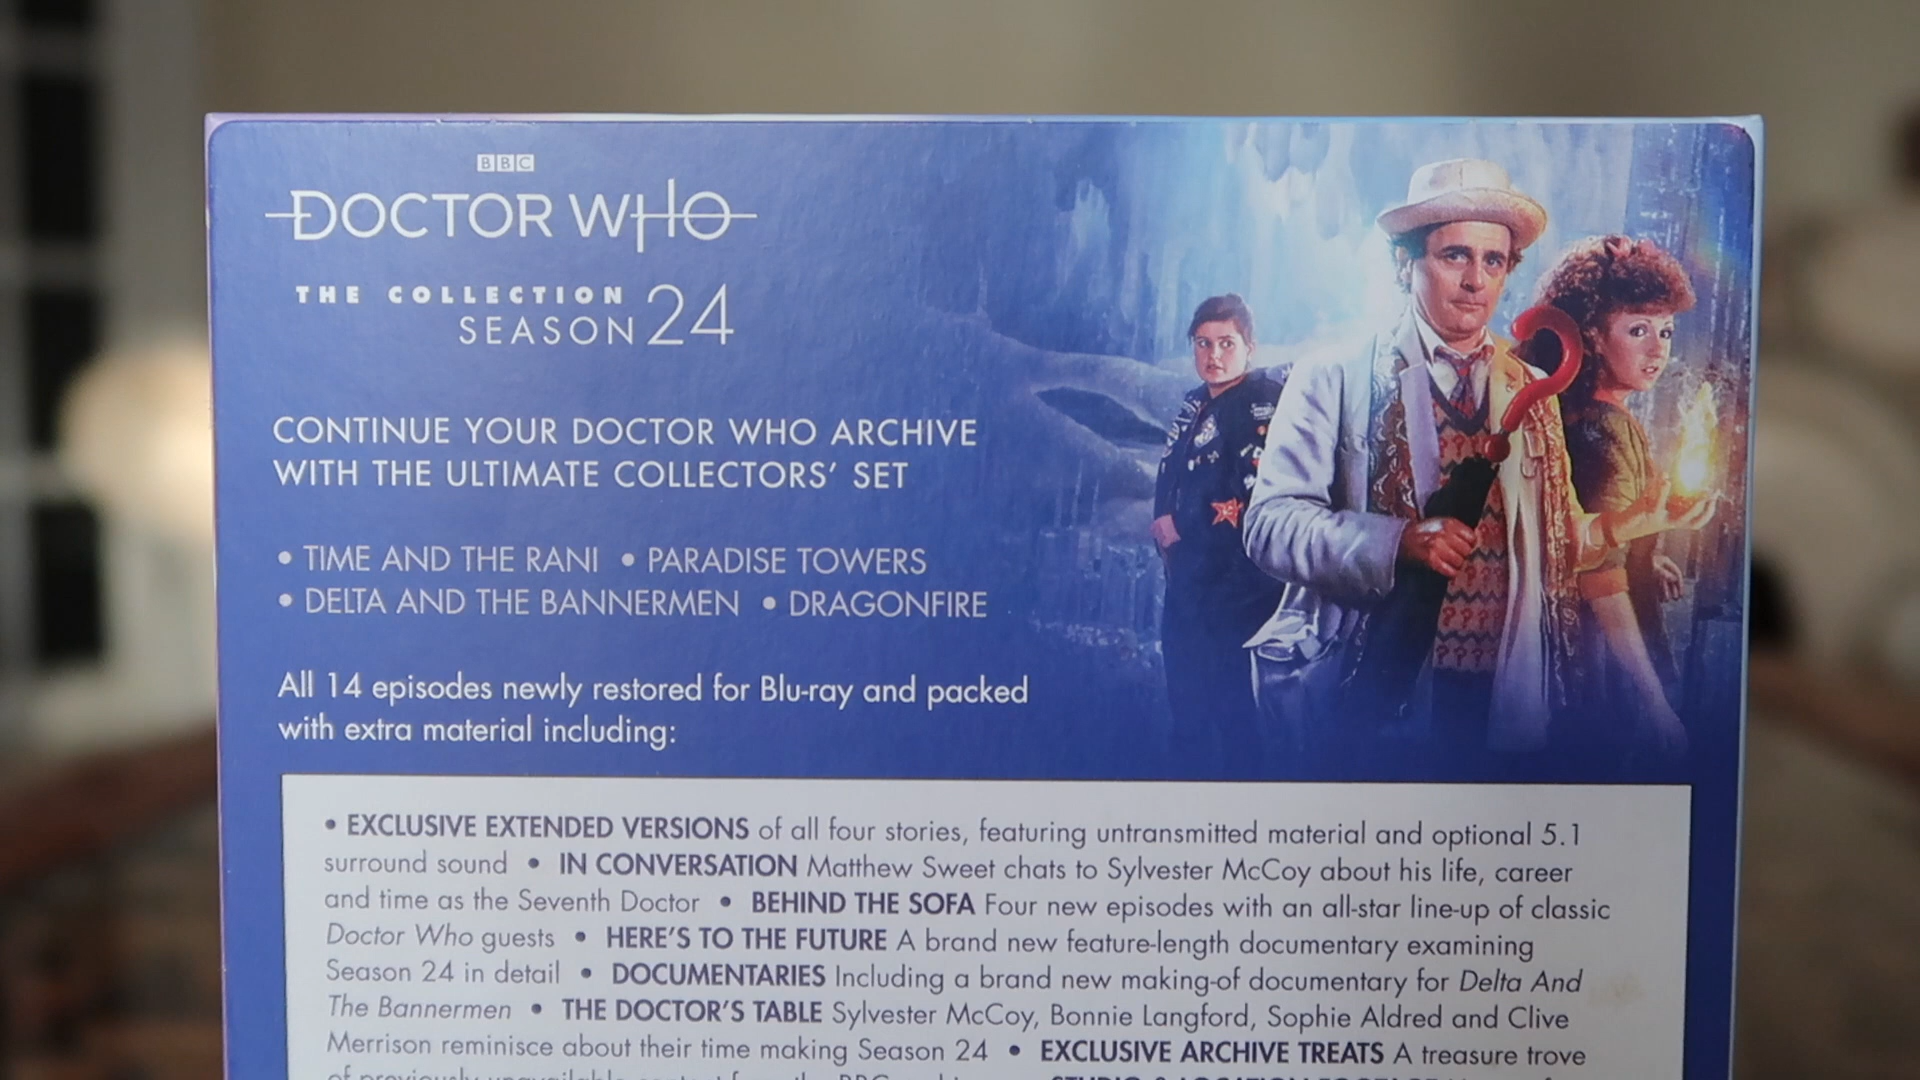 BBC
DOCTOR WHO
THE COLLECTION
SEASON 24
CONTINUE YOUR DOCTOR WHO ARCHIVE
WITH THE ULTIMATE COLLECTORS' SET
• TIME AND THE RANI • PARADISE TOWERS
• DELTA AND THE BANNERMEN • DRAGONFIRE
All 14 episodes newly restored for Blu-ray and packed
with extra material including:
• EXCLUSIVE EXTENDED VERSIONS of all four stories, featuring untransmitted material and optional 5.1
surround sound • IN CONVERSATION Matthew Sweet chats to Sylvester McCoy about his life, career
and time as the Seventh Doctor • BEHIND THE SOFA Four new episodes with an all-star line-up of classic
Doctor Who guests • HERE'S TO THE FUTURE A brand new feature-length documentary examining
Season 24 in detail • DOCUMENTARIES Including a brand new making-of documentary for Delta And
The Bannermen • THE DOCTOR'S TABLE Sylvester McCoy, Bonnie Langford, Sophie Aldred and Clive
Merrison reminisce about their time making Season 24 • EXCLUSIVE ARCHIVE TREATS A treasure trove